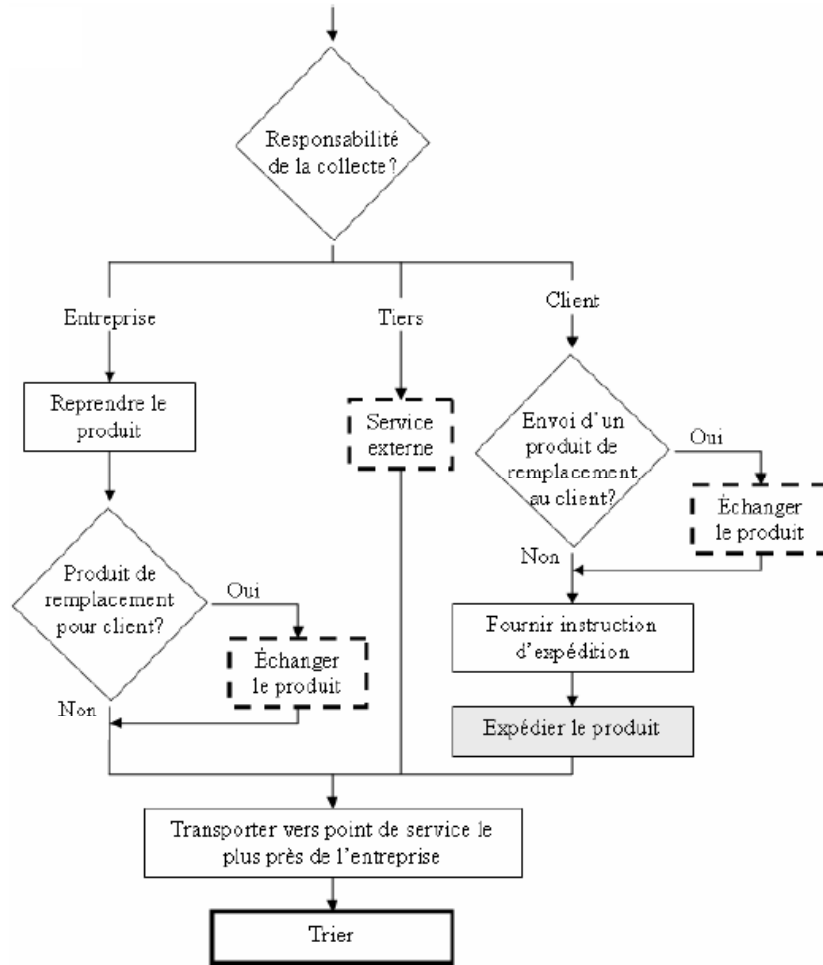 Responsabilité
de la collecte?
Entreprise
Tiers
Client
Reprendre le
produit
Service
externe
Envoi d'un
produit de
remplacement
au client?
Oui
Échanger
le produit
Non
Produit de
remplacement
pour client?
Oui
Échanger
le produit
Non
Fournir instruction
d'expédition
Expédier le produit
Transporter vers point de service le
plus près de l'entreprise
Trier